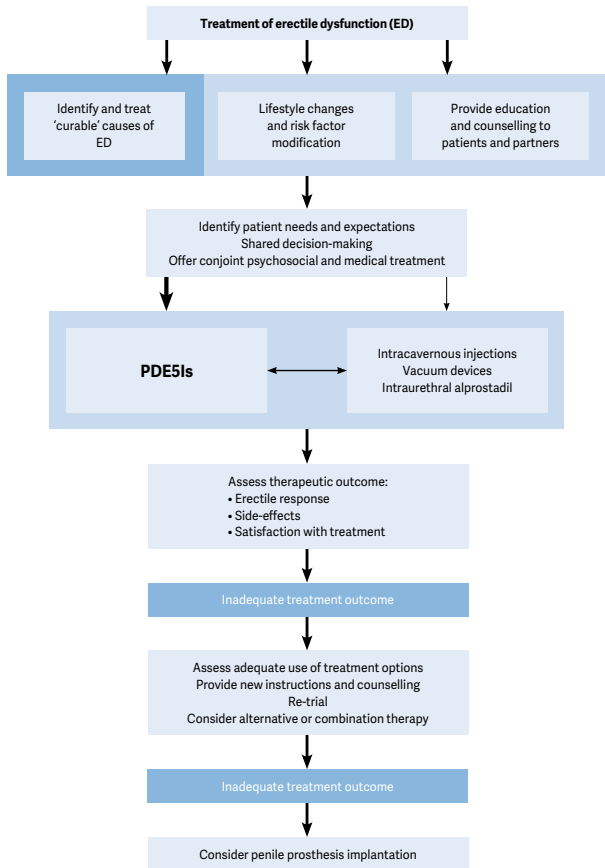 Treatment of erectile dysfunction (ED)
Identify and treat
‘curable’ causes of
ED
Lifestyle changes
and risk factor
modification
Provide education
and counselling to
patients and partners
Identify patient needs and expectations
Shared decision-making
Offer conjoint psychosocial and medical treatment
PDE5Is
Intracavernous injections
Vacuum devices
Intraurethral alprostadil
Assess therapeutic outcome:
• Erectile response
• Side-effects
• Satisfaction with treatment
Inadequate treatment outcome
Assess adequate use of treatment options
Provide new instructions and counselling
Re-trial
Consider alternative or combination therapy
Inadequate treatment outcome
Consider penile prosthesis implantation